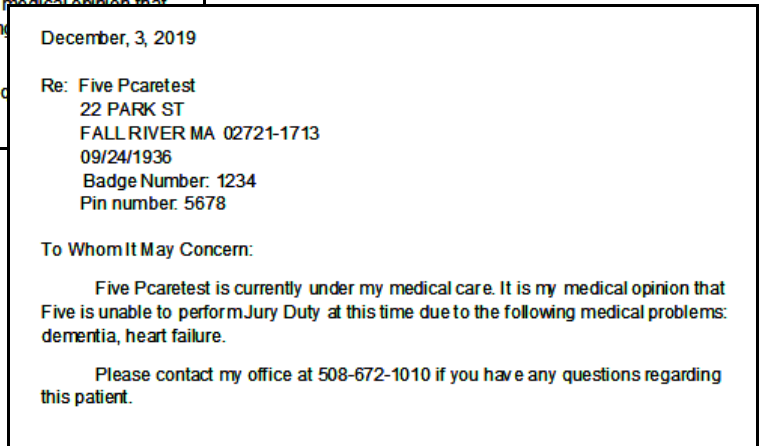 medical opinion that
December, 3, 2019
Re: Five Pcaretest
22 PARK ST
FALL RIVER MA 02721-1713
09/24/1936
Badge Number: 1234
Pin number: 5678
To Whom It May Concern:
Five Pcaretest is currently under my medical care. It is my medical opinion that
Five is unable to perform Jury Duty at this time due to the following medical problems:
dementia, heart failure.
Please contact my office at 508-672-1010 if you have any questions regarding
this patient.